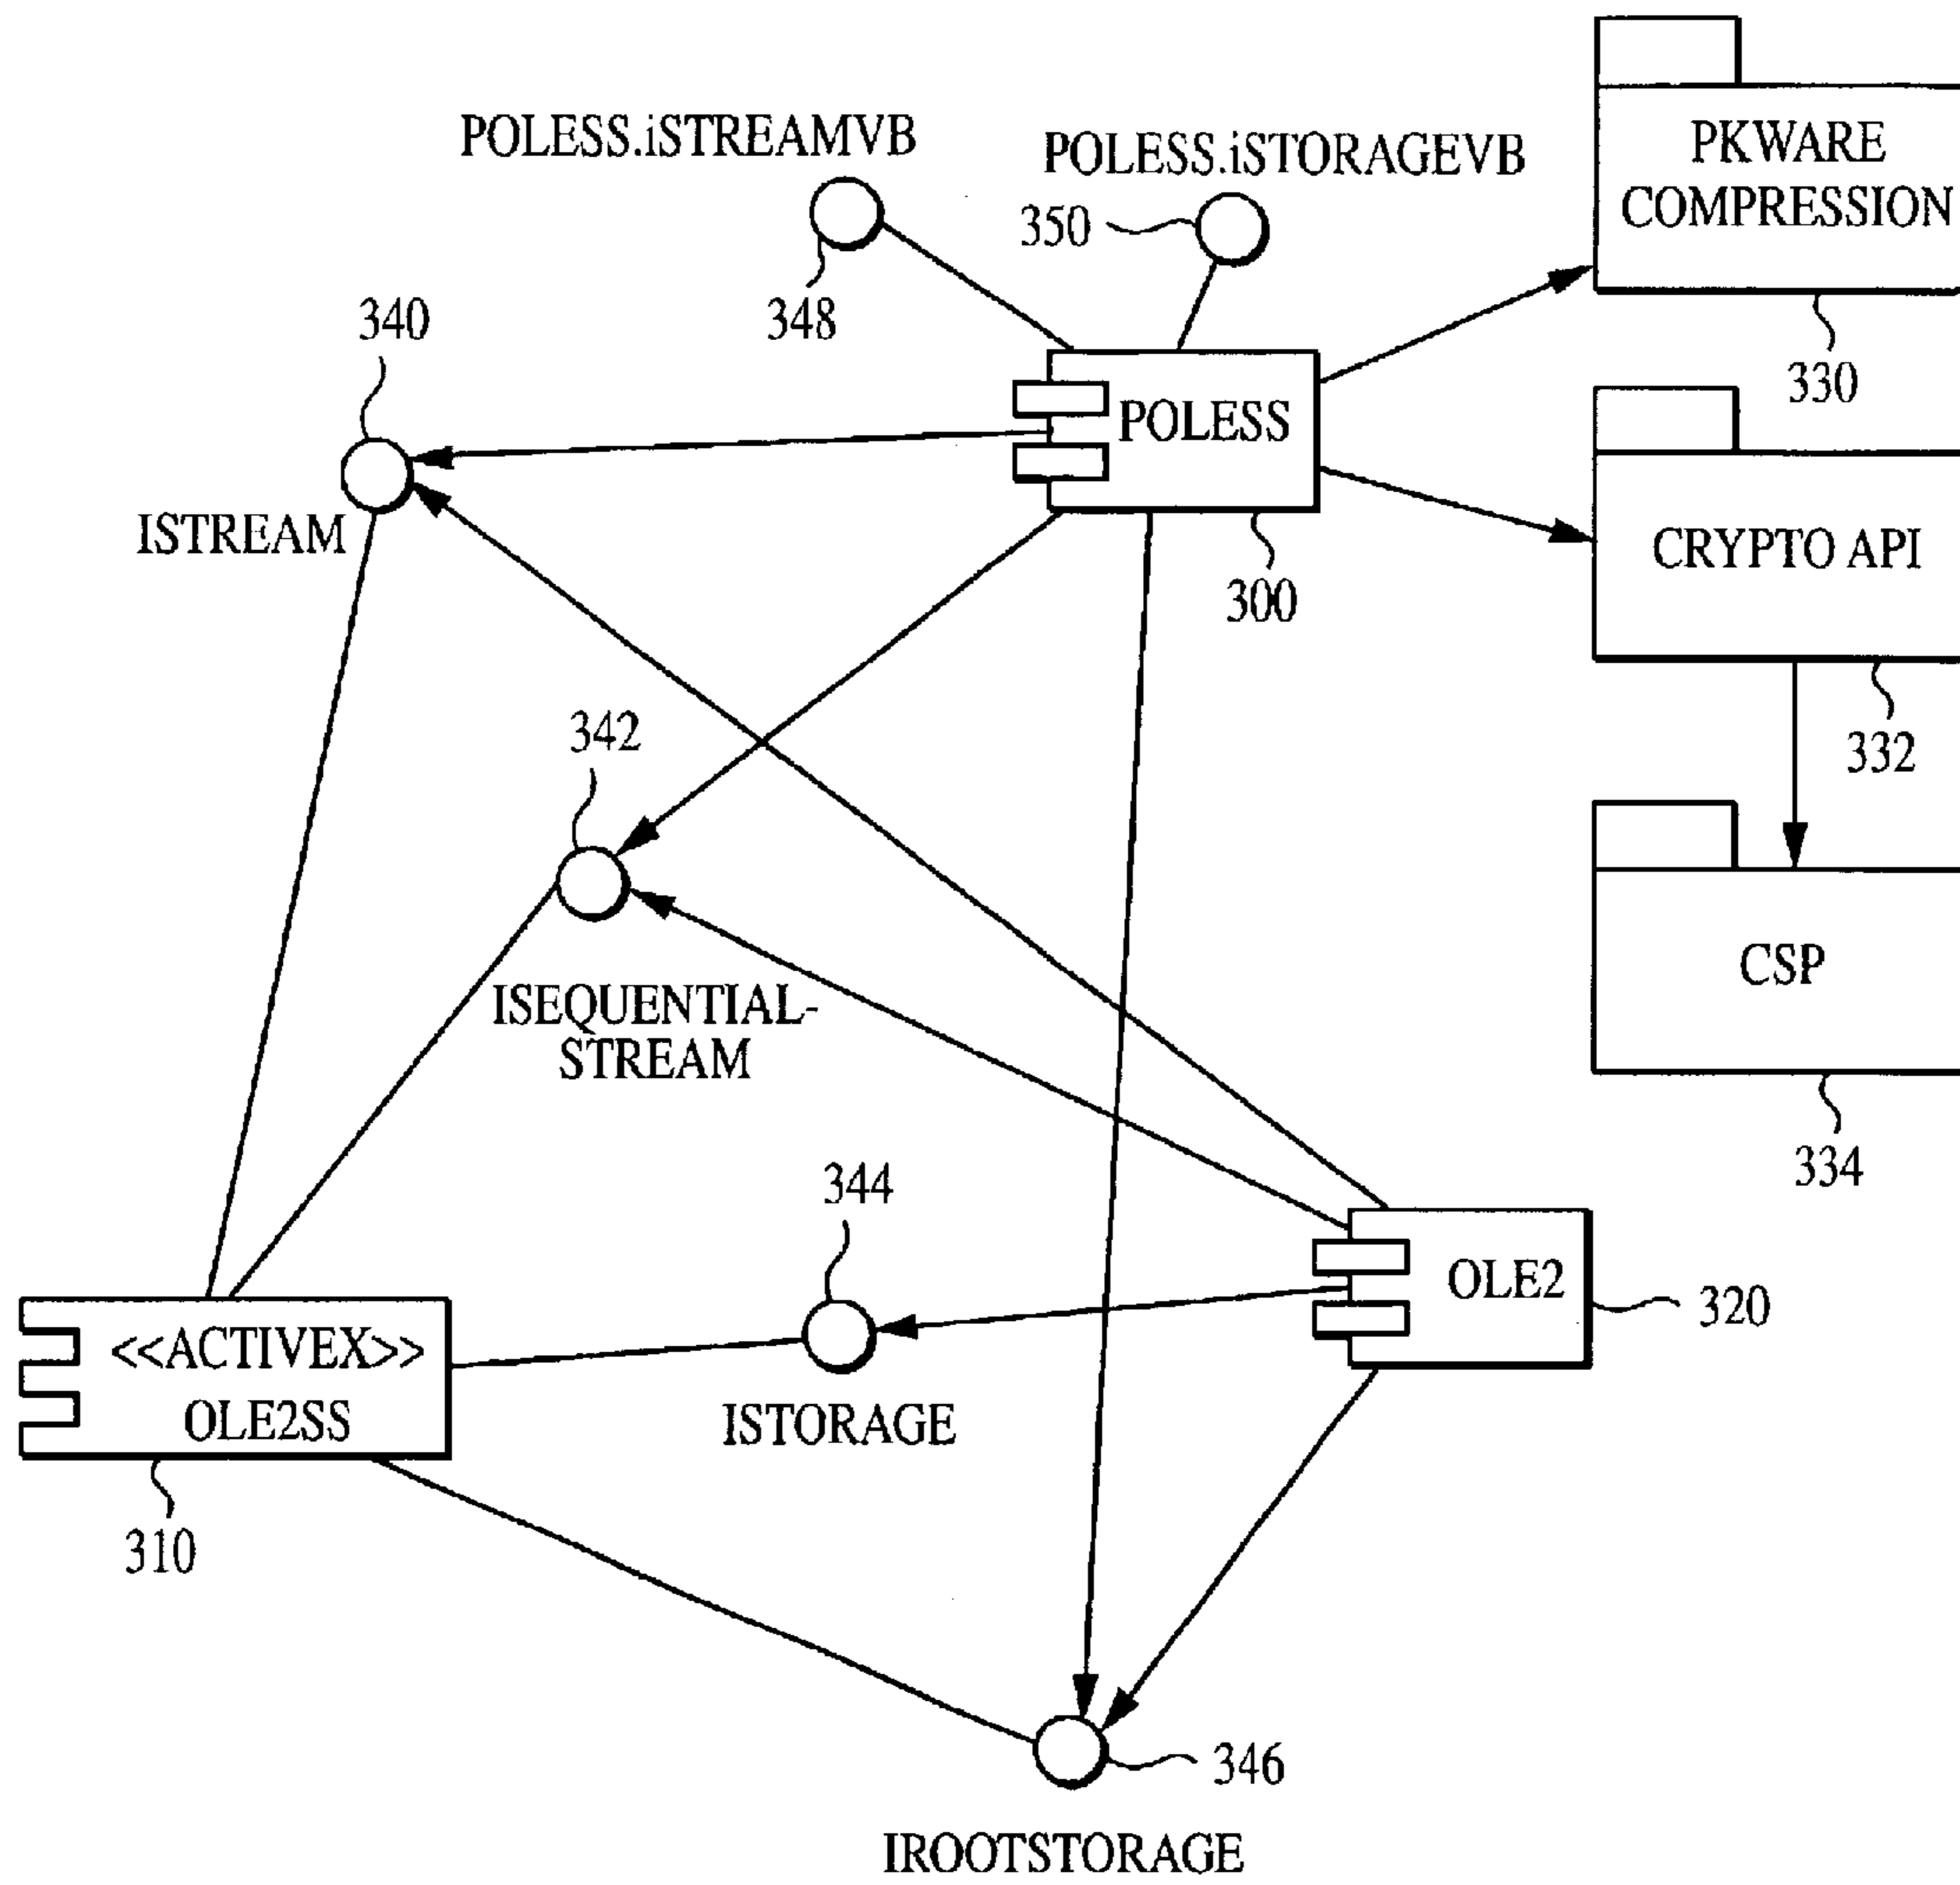 PKWARE
COMPRESSION
POLESS.iSTREAMVB
POLESS.iSTORAGEVB
350
348
340
330
POLESS
ISTREAM
CRYPTO API
300
342
332
CSP
ISEQUENTIAL-
STREAM
334
344
OLE2
320
<<ACTIVEX>>
OLE2SS
ISTORAGE
310
346
IROOTSTORAGE